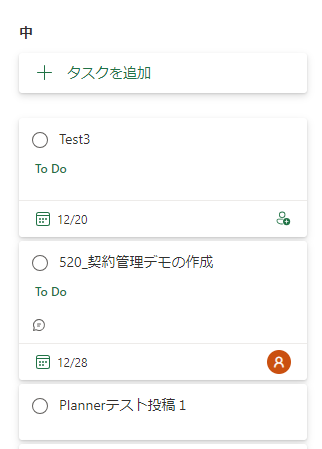 中
タスクを追加
Test3
To Do
12/20
520_契約管理デモの作成
To Do
12/28
Plannerテスト投稿１